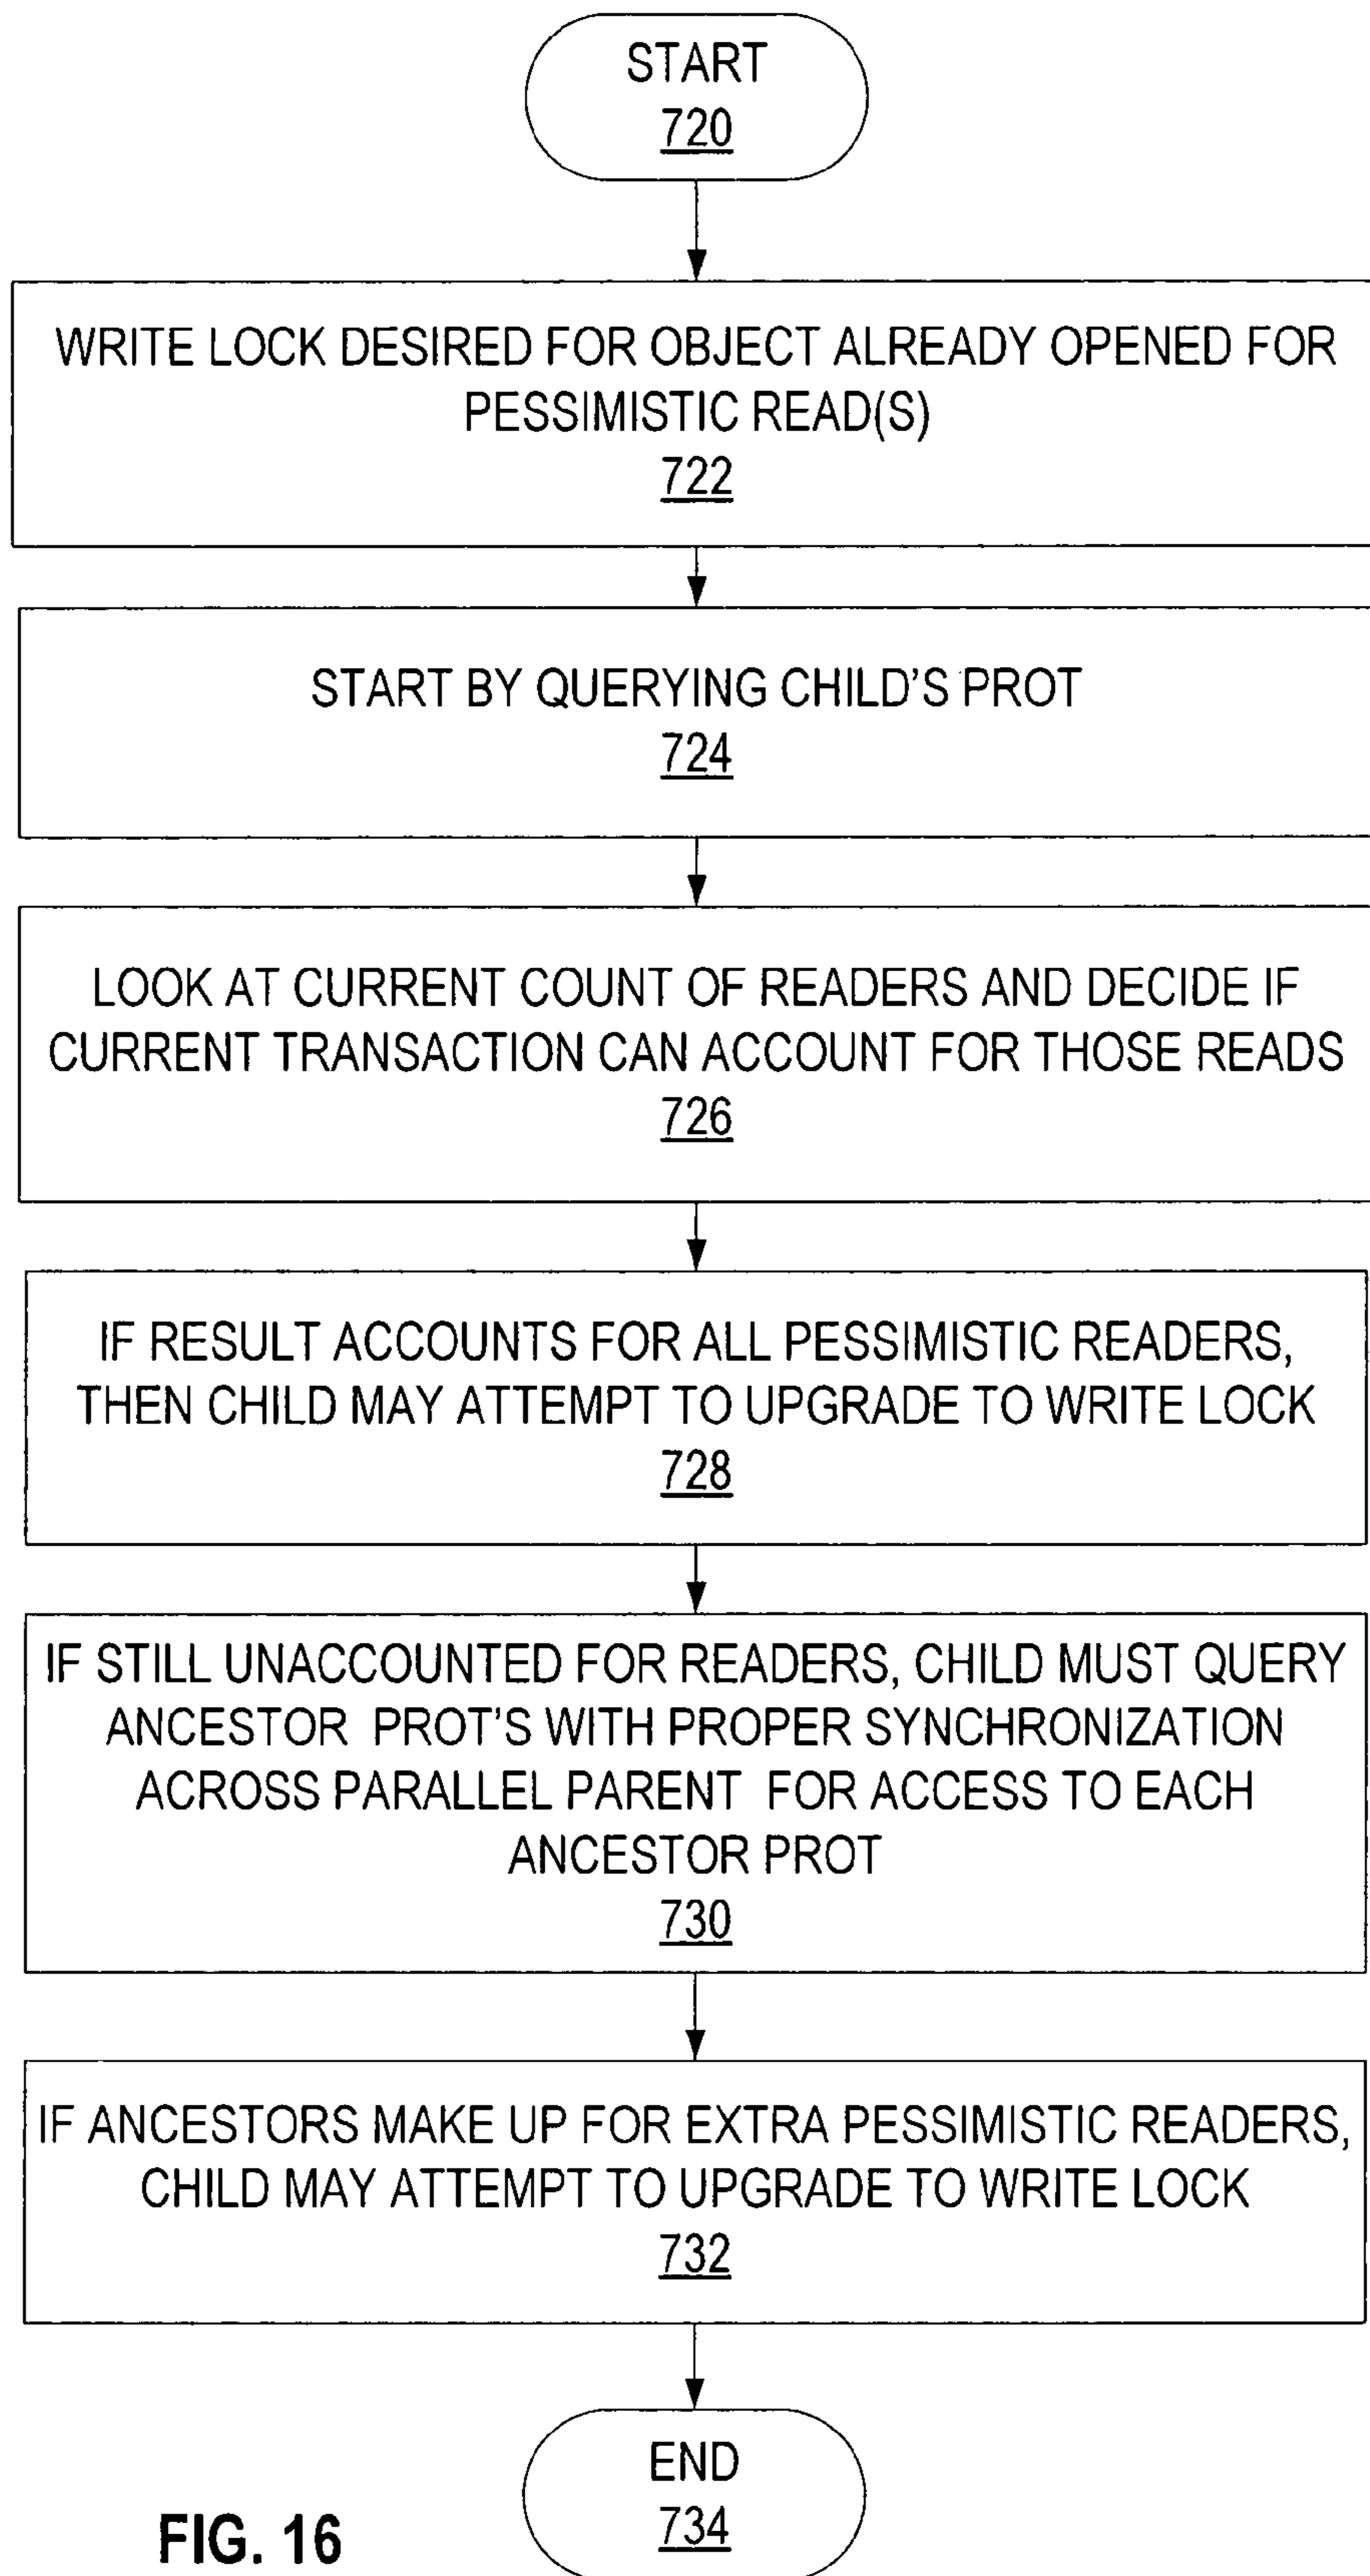 START
720
WRITE LOCK DESIRED FOR OBJECT ALREADY OPENED FOR
PESSIMISTIC READ(S)
722
START BY QUERYING CHILD'S PROT
724
LOOK AT CURRENT COUNT OF READERS AND DECIDE IF
CURRENT TRANSACTION CAN ACCOUNT FOR THOSE READS
726
IF RESULT ACCOUNTS FOR ALL PESSIMISTIC READERS,
THEN CHILD MAY ATTEMPT TO UPGRADE TO WRITE LOCK
728
IF STILL UNACCOUNTED FOR READERS, CHILD MUST QUERY
ANCESTOR PROT'S WITH PROPER SYNCHRONIZATION
ACROSS PARALLEL PARENT FOR ACCESS TO EACH
ANCESTOR PROT
730
IF ANCESTORS MAKE UP FOR EXTRA PESSIMISTIC READERS,
CHILD MAY ATTEMPT TO UPGRADE TO WRITE LOCK
732
END
734
FIG. 16